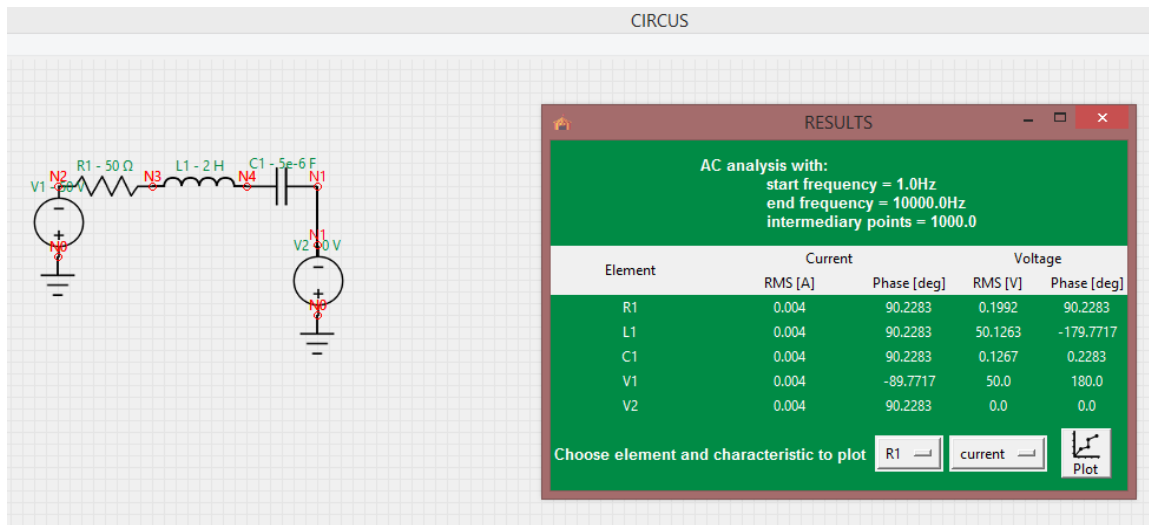 CIRCUS
R1 - 50 Ω
L1 - 2 H
C1 - 5e-6 F
V1 - 50 V
N2
N3
N4
N1
N0
N1
V2
0 V
N0
RESULTS
AC analysis with:
start frequency = 1.0Hz
end frequency = 10000.0Hz
intermediary points = 1000.0
Element Current Voltage
RMS [A] Phase [deg] RMS [V] Phase [deg]
R1 0.004 90.2283 0.1992 90.2283
L1 0.004 90.2283 50.1263 -179.7717
C1 0.004 90.2283 0.1267 0.2283
V1 0.004 -89.7717 50.0 180.0
V2 0.004 90.2283 0.0 0.0
Choose element and characteristic to plot R1 current Plot